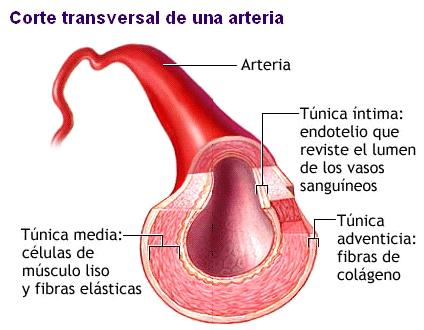 Corte transversal de una arteria
Arteria
Túnica íntima:
endotelio que
reviste el lumen
de los vasos
sanguíneos
Túnica media:
células de
músculo liso
y fibras elásticas
Túnica
adventicia:
fibras de
colágeno